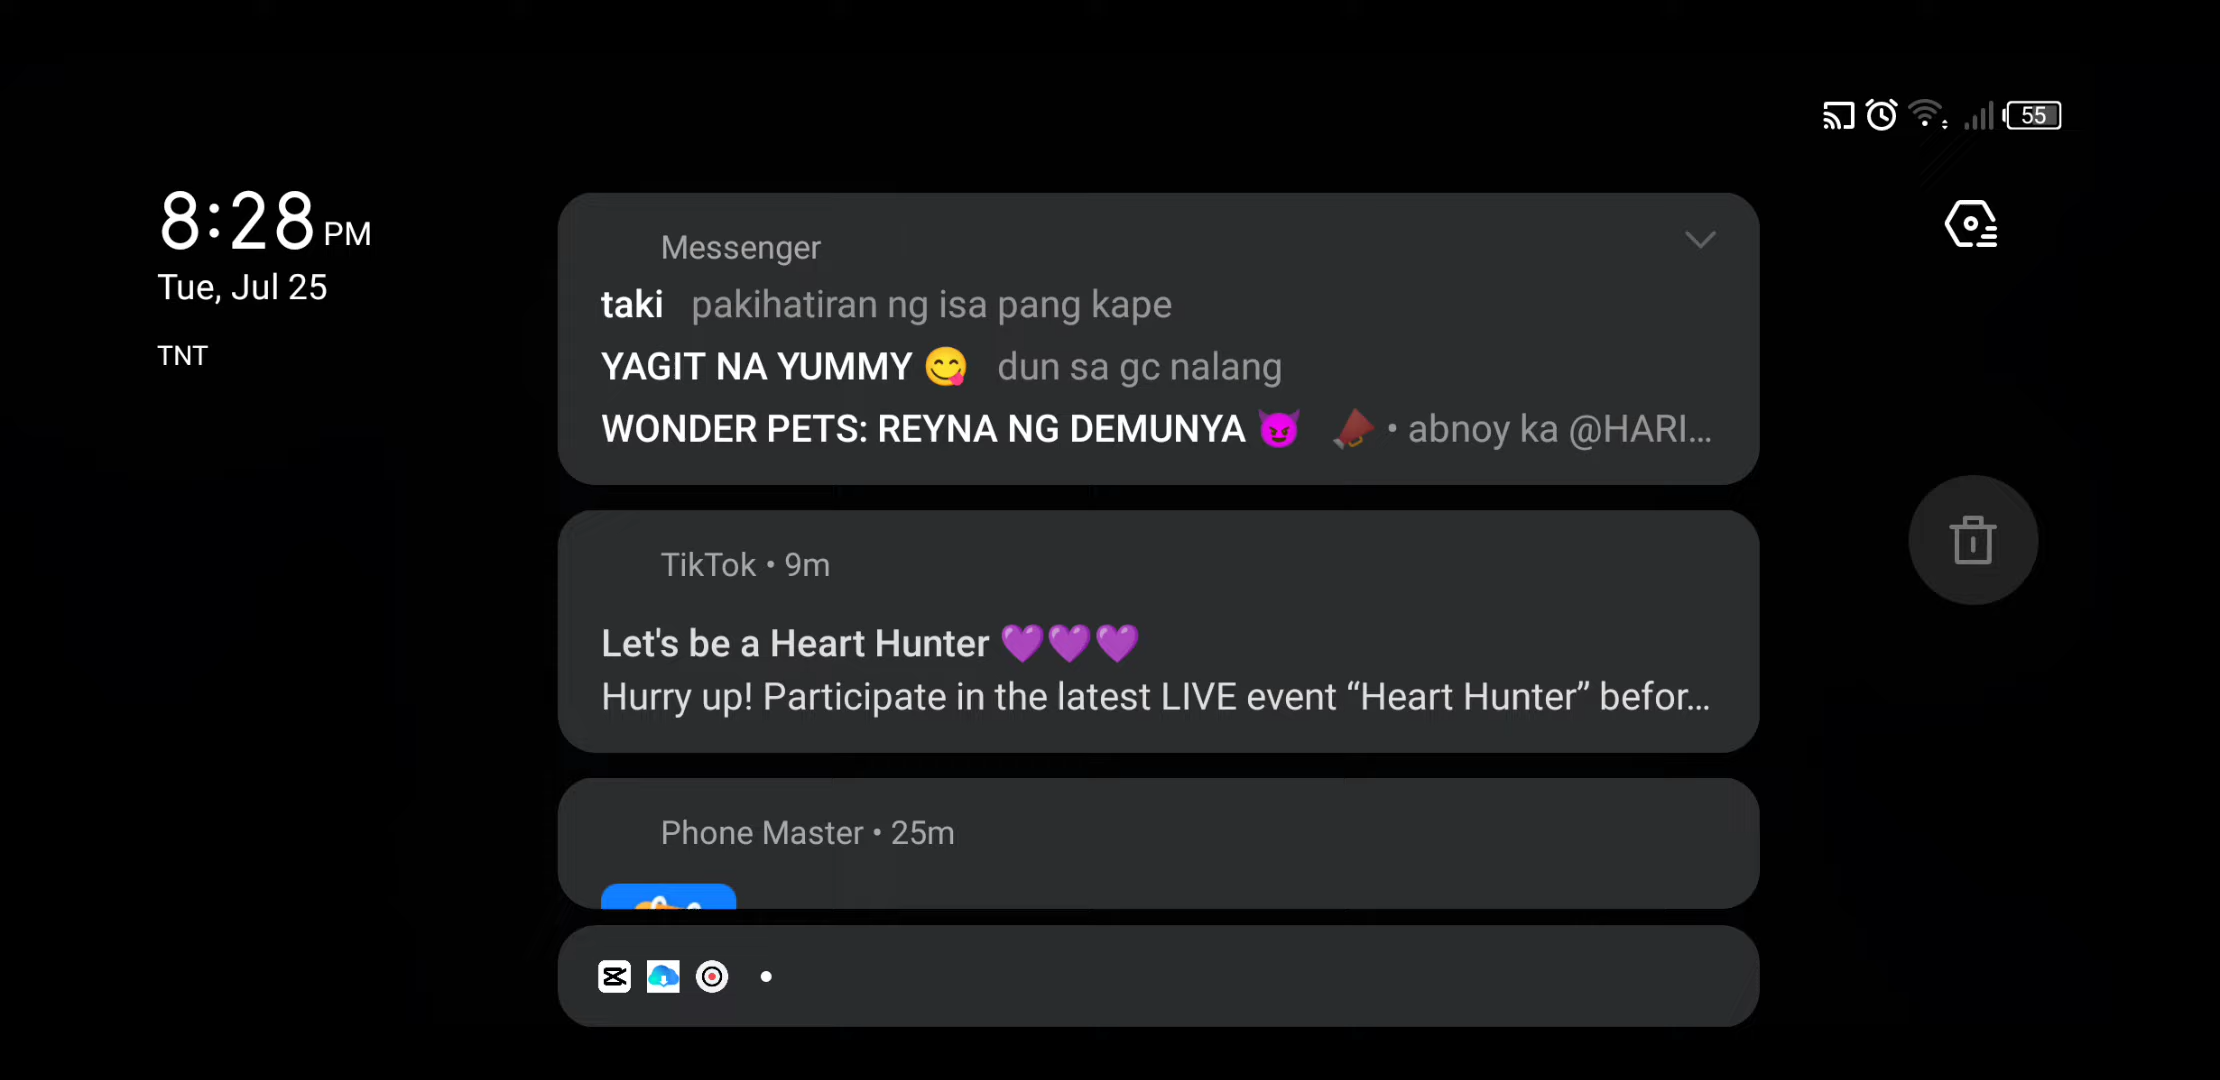 55
8:28 PM
Tue, Jul 25
TNT
Messenger
taki pakihatiran ng isa pang kape
YAGIT NA YUMMY 😋 dun sa gc nalang
WONDER PETS: REYNA NG DEMUNYA 😈 📣 • abnoy ka @HARI...
TikTok • 9m
Let's be a Heart Hunter 💜💜💜
Hurry up! Participate in the latest LIVE event “Heart Hunter” befor...
Phone Master • 25m